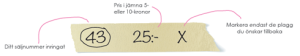 Pris i jämna 5-
eller 10-kronor
Markera endast de plagg
du önskar tillbaka
43 25:- X
Ditt säljnummer inringat